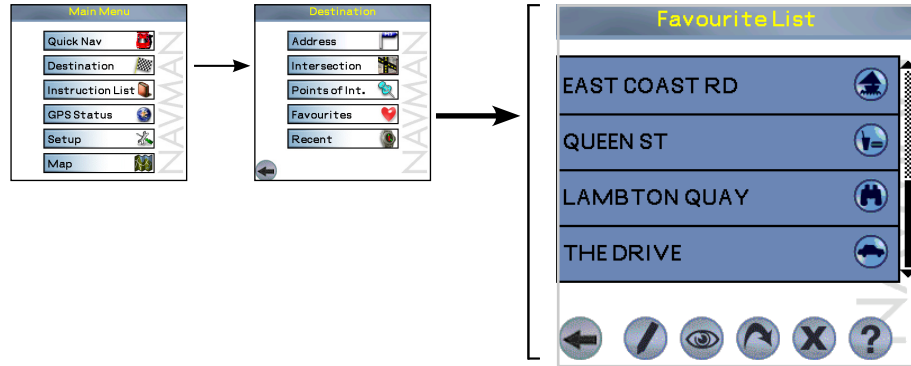 Main Menu
Quick Nav
Destination
Instruction List
GPS Status
Setup
Map
NAVMAN
Destination
Address
Intersection
Points of Int.
Favourites
Recent
NAVMAN
Favourite List
EAST COAST RD
QUEEN ST
LAMBTON QUAY
THE DRIVE
X
?